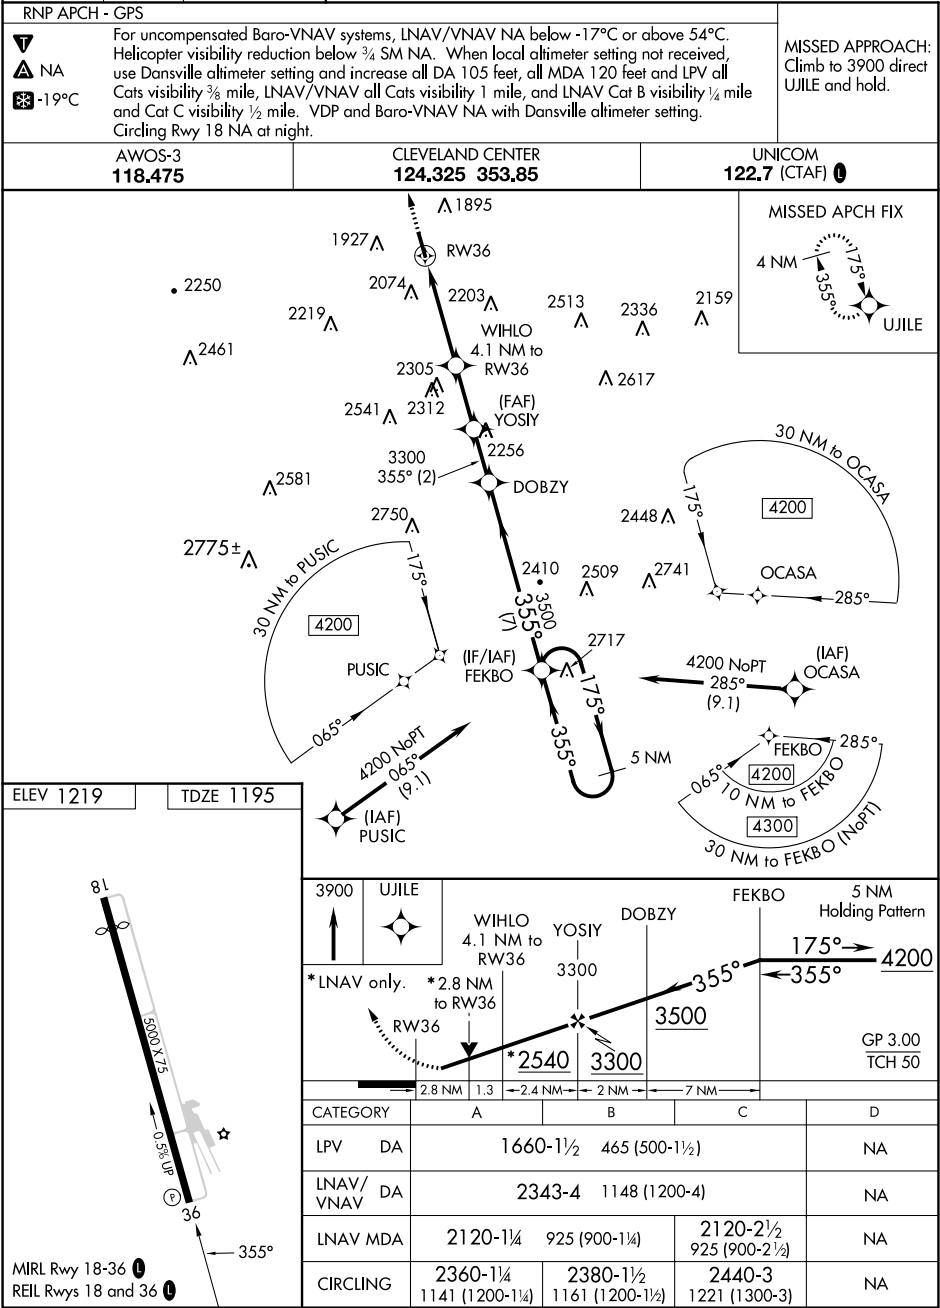 RNP APCH - GPS
T
A NA
-19°C
For uncompensated Baro-VNAV systems, LNAV/VNAV NA below -17°C or above 54°C.
Helicopter visibility reduction below ¾ SM NA. When local altimeter setting not received,
use Dansville altimeter setting and increase all DA 105 feet, all MDA 120 feet and LPV all
Cats visibility ⅜ mile, LNAV/VNAV all Cats visibility 1 mile, and LNAV Cat B visibility ¼ mile
and Cat C visibility ½ mile. VDP and Baro-VNAV NA with Dansville altimeter setting.
Circling Rwy 18 NA at night.
MISSED APPROACH:
Climb to 3900 direct
UJILE and hold.
AWOS-3
118.475
CLEVELAND CENTER
124.325 353.85
UNICOM
122.7 (CTAF) L
1895
1927
RW36
2250
2074
2203
2219
2513
2336
2159
2461
WIHLO
4.1 NM to
RW36
2305
2312
2617
2541
(FAF)
YOSIY
2256
3300
355° (2)
DOBZY
2581
2750
2448
2775±
2410
2509
2741
3500
355°
(7)
2717
(IF/IAF)
FEKBO
175°
355°
5 NM
MISSED APCH FIX
4 NM
175°
355°
UJILE
30 NM to OCASA
175°
4200
OCASA
285°
30 NM to PUSIC
175°
4200
PUSIC
065°
4200 NoPT
285°
(9.1)
(IAF)
OCASA
4200 NoPT
065°
(9.1)
(IAF)
PUSIC
FEKBO
285°
065°
4200
10 NM to FEKBO
4300
30 NM to FEKBO (NoPT)
ELEV 1219
TDZE 1195
18
5000 X 75
0.5% UP
P
36
355°
MIRL Rwy 18-36 L
REIL Rwys 18 and 36 L
3900
UJILE
WIHLO
4.1 NM to
RW36
YOSIY
DOBZY
FEKBO
5 NM
Holding Pattern
*LNAV only.
*2.8 NM
to RW36
RW36
3300
355°
175°
355°
4200
*2540
3300
3500
GP 3.00
TCH 50
2.8 NM
1.3
2.4 NM
2 NM
7 NM
CATEGORY A B C D
LPV DA 1660-1½ 465 (500-1½) NA
LNAV/
VNAV DA 2343-4 1148 (1200-4) NA
LNAV MDA 2120-1¼ 925 (900-1¼) 2120-2½ NA
925 (900-2½)
CIRCLING 2360-1¼ 2380-1½ 2440-3 NA
1141 (1200-1¼) 1161 (1200-1½) 1221 (1300-3)